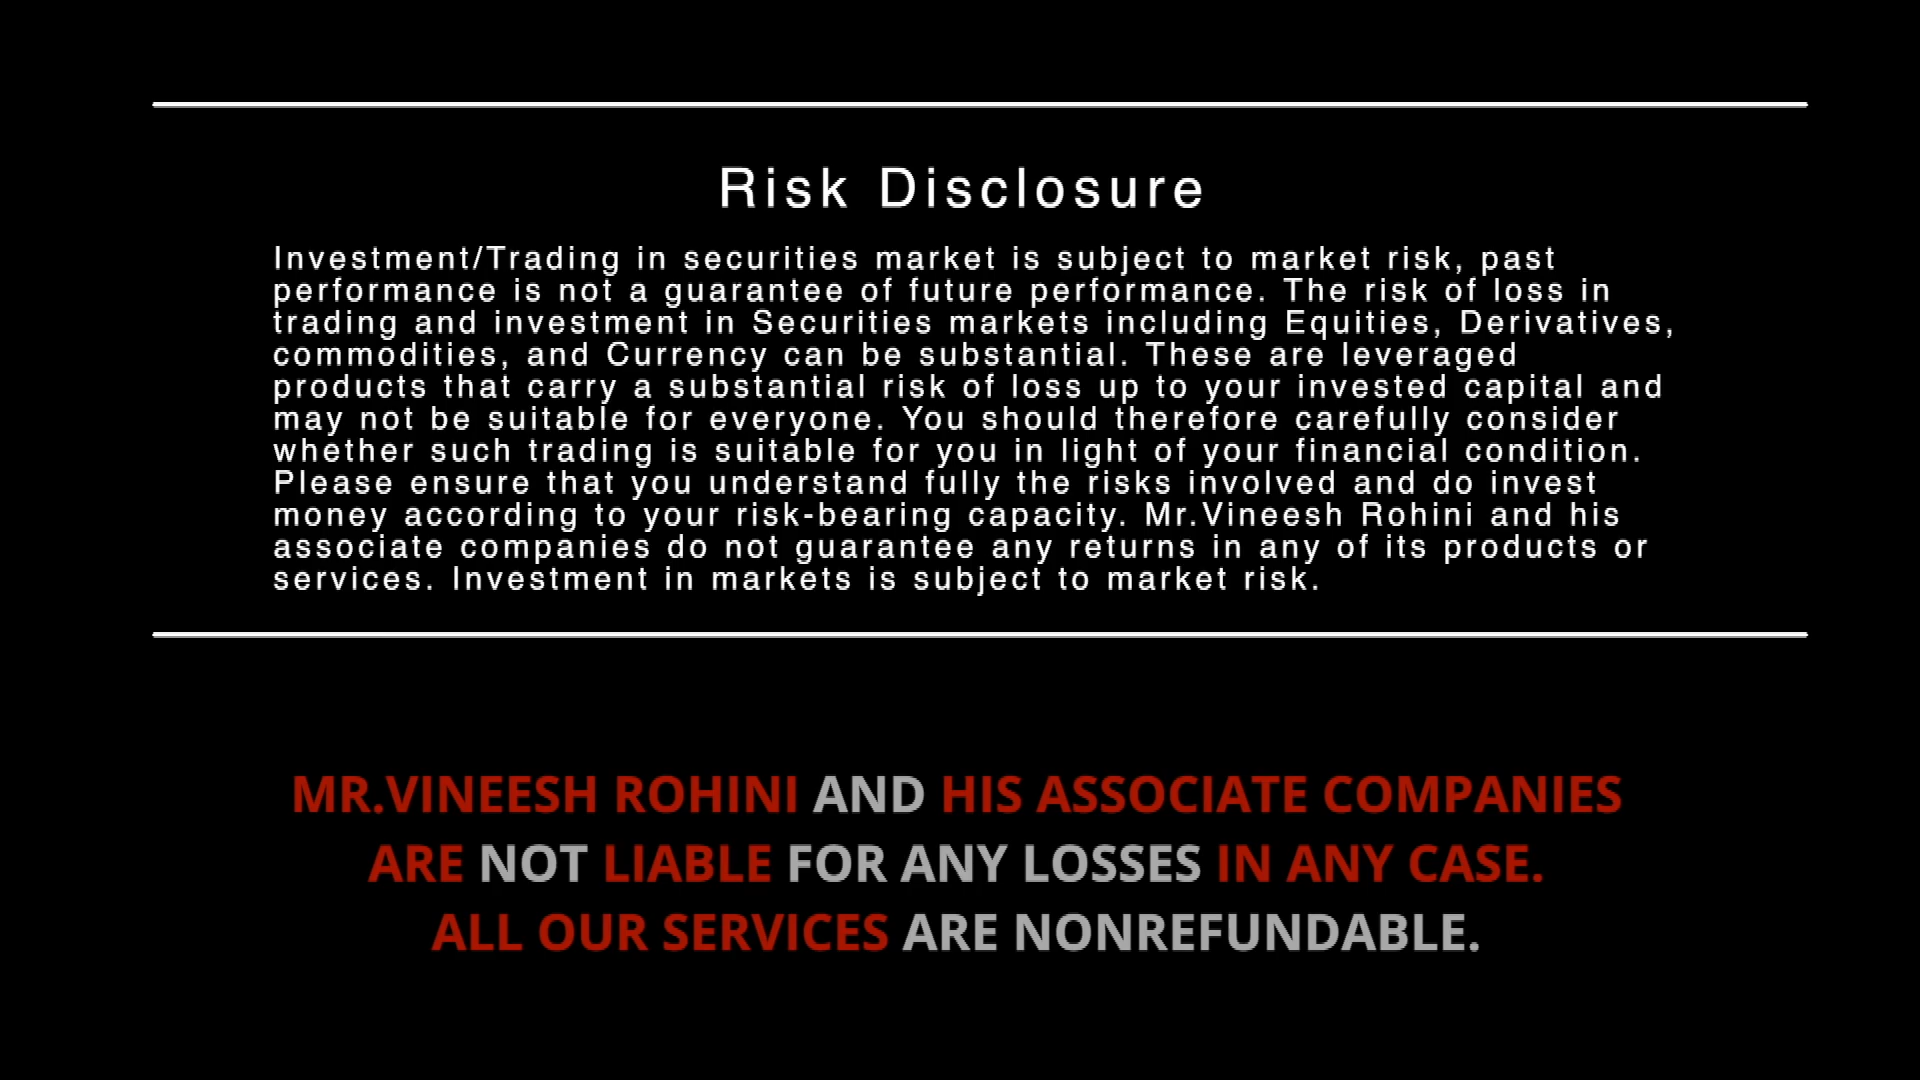 Risk Disclosure
Investment/Trading in securities market is subject to market risk, past
performance is not a guarantee of future performance. The risk of loss in
trading and investment in Securities markets including Equities, Derivatives,
commodities, and Currency can be substantial. These are leveraged
products that carry a substantial risk of loss up to your invested capital and
may not be suitable for everyone. You should therefore carefully consider
whether such trading is suitable for you in light of your financial condition.
Please ensure that you understand fully the risks involved and do invest
money according to your risk-bearing capacity. Mr.Vineesh Rohini and his
associate companies do not guarantee any returns in any of its products or
services. Investment in markets is subject to market risk.
MR.VINEESH ROHINI AND HIS ASSOCIATE COMPANIES
ARE NOT LIABLE FOR ANY LOSSES IN ANY CASE.
ALL OUR SERVICES ARE NONREFUNDABLE.